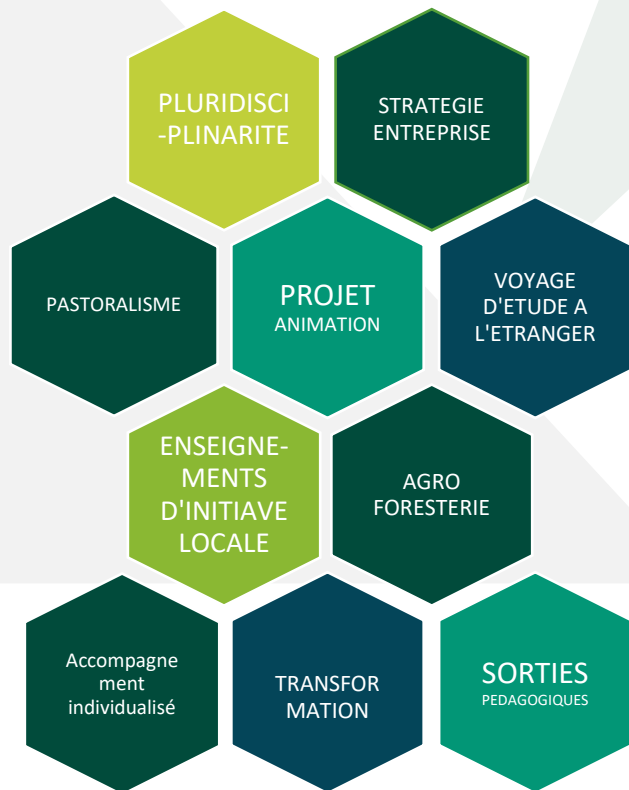 PLURIDISCI
-PLINARITE
STRATEGIE
ENTREPRISE
PASTORALISME
PROJET
ANIMATION
VOYAGE
D'ETUDE A
L'ETRANGER
ENSEIGNE-
MENTS
D'INITIAVE
LOCALE
AGRO
FORESTERIE
Accompagne
ment
individualisé
TRANSFOR
MATION
SORTIES
PEDAGOGIQUES